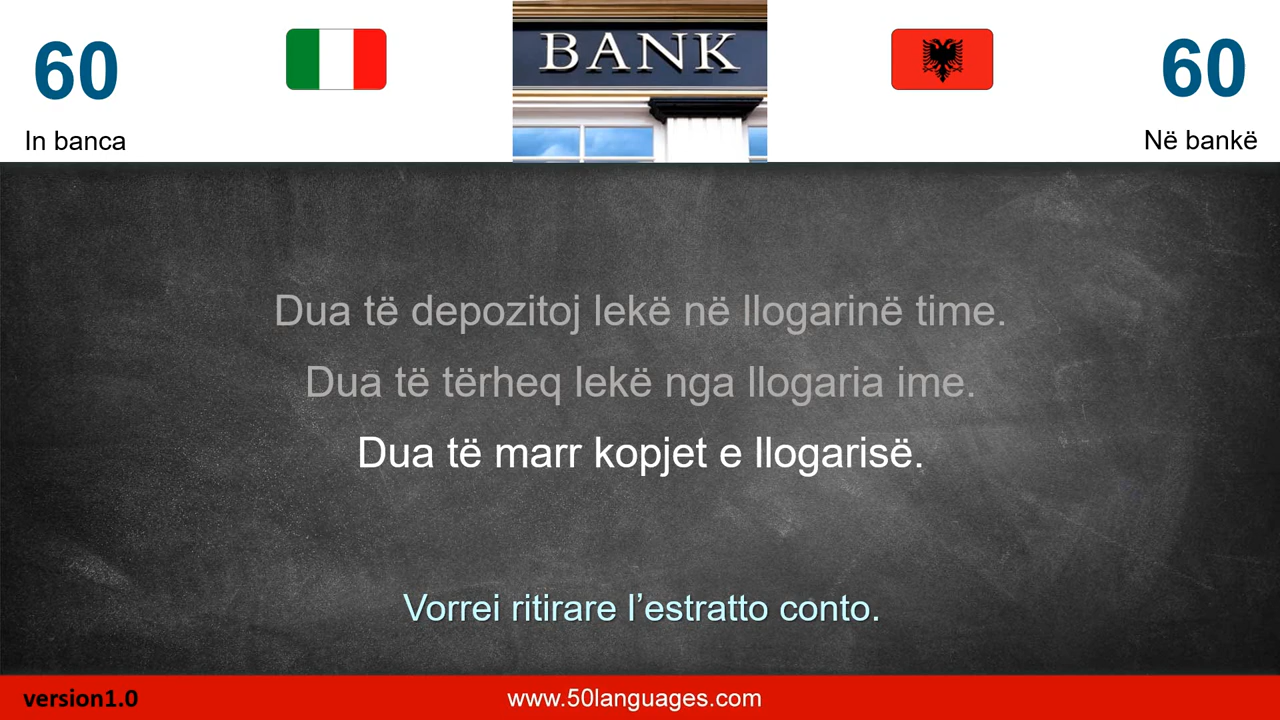 60
In banca
BANK
60
Në bankë
Dua të depozitoj lekë në llogarinë time.
Dua të tërheq lekë nga llogaria ime.
Dua të marr kopjet e llogarisë.
Vorrei ritirare l’estratto conto.
version1.0
www.50languages.com